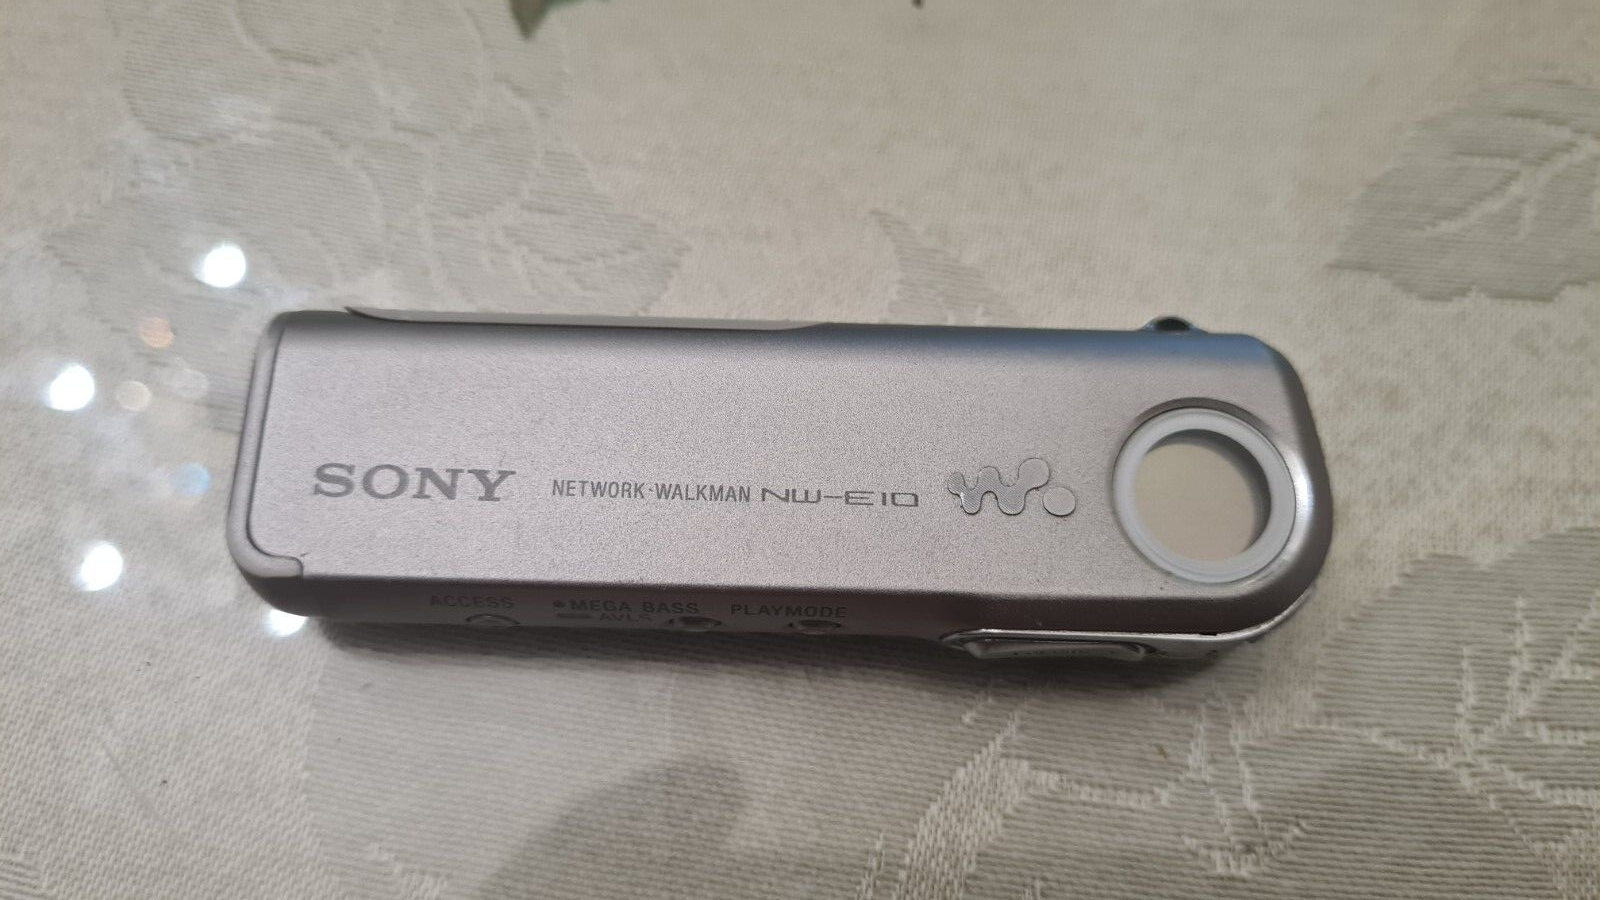 SONY NETWORK·WALKMAN NW-E10
ACCESS MEGA BASS PLAYMODE
AVLS